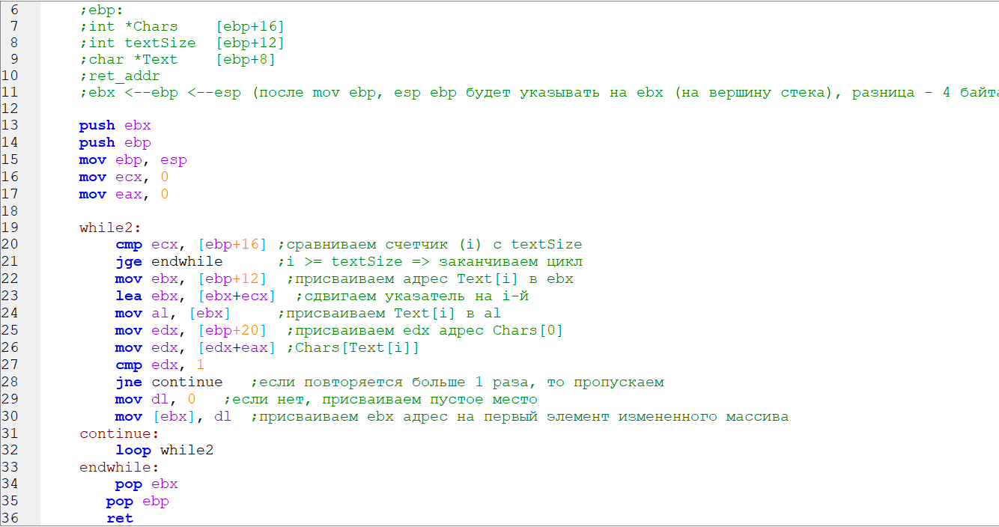 6 ;ebp:
7 ;int *Chars [ebp+16]
8 ;int textSize [ebp+12]
9 ;char *Text [ebp+8]
10 ;ret_addr
11 ;ebx <--ebp <--esp (после mov ebp, esp ebp будет указывать на ebx (на вершину стека), разница - 4 байта
12
13 push ebx
14 push ebp
15 mov ebp, esp
16 mov ecx, 0
17 mov eax, 0
18
19 while2:
20 cmp ecx, [ebp+16] ;сравниваем счетчик (i) с textSize
21 jge endwhile ;i >= textSize => заканчиваем цикл
22 mov ebx, [ebp+12] ;присваиваем адрес Text[i] в ebx
23 lea ebx, [ebx+ecx] ;сдвигаем указатель на i-й
24 mov al, [ebx] ;присваиваем Text[i] в al
25 mov edx, [ebp+20] ;присваиваем edx адрес Chars[0]
26 mov edx, [edx+eax] ;Chars[Text[i]]
27 cmp edx, 1
28 jne continue ;если повторяется больше 1 раза, то пропускаем
29 mov dl, 0 ;если нет, присваиваем пустое место
30 mov [ebx], dl ;присваиваем ebx адрес на первый элемент измененного массива
31 continue:
32 loop while2
33 endwhile:
34 pop ebx
35 pop ebp
36 ret